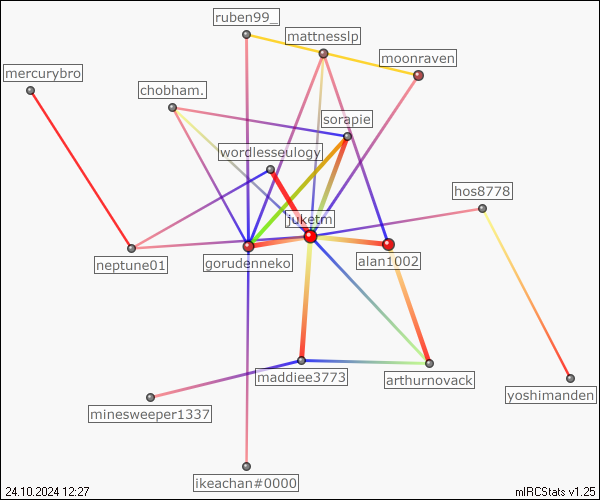 ruben99_
mattnesslp
moonraven
mercurybro
chobham.
sorapie
wordlesseulogy
hos8778
juketm
neptune01
gorudenneko
alan1002
maddiee3773
arthurnovack
yoshimanden
minesweeper1337
ikeachan#0000
24.10.2024 12:27
mIRCStats v1.25